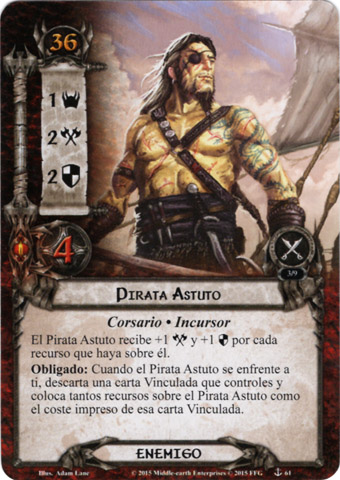 36
1
2
2
4
3/9
Pirata Astuto
Corsario • Incursor
El Pirata Astuto recibe +1 y +1 por cada
recurso que haya sobre él.
Obligado: Cuando el Pirata Astuto se enfrente a
ti, descarta una carta Vinculada que controles y
coloca tantos recursos sobre el Pirata Astuto como
el coste impreso de esa carta Vinculada.
ENEMIGO
Illus. Adam Lane © 2015 Middle-earth Enterprises © 2015 FFG 61